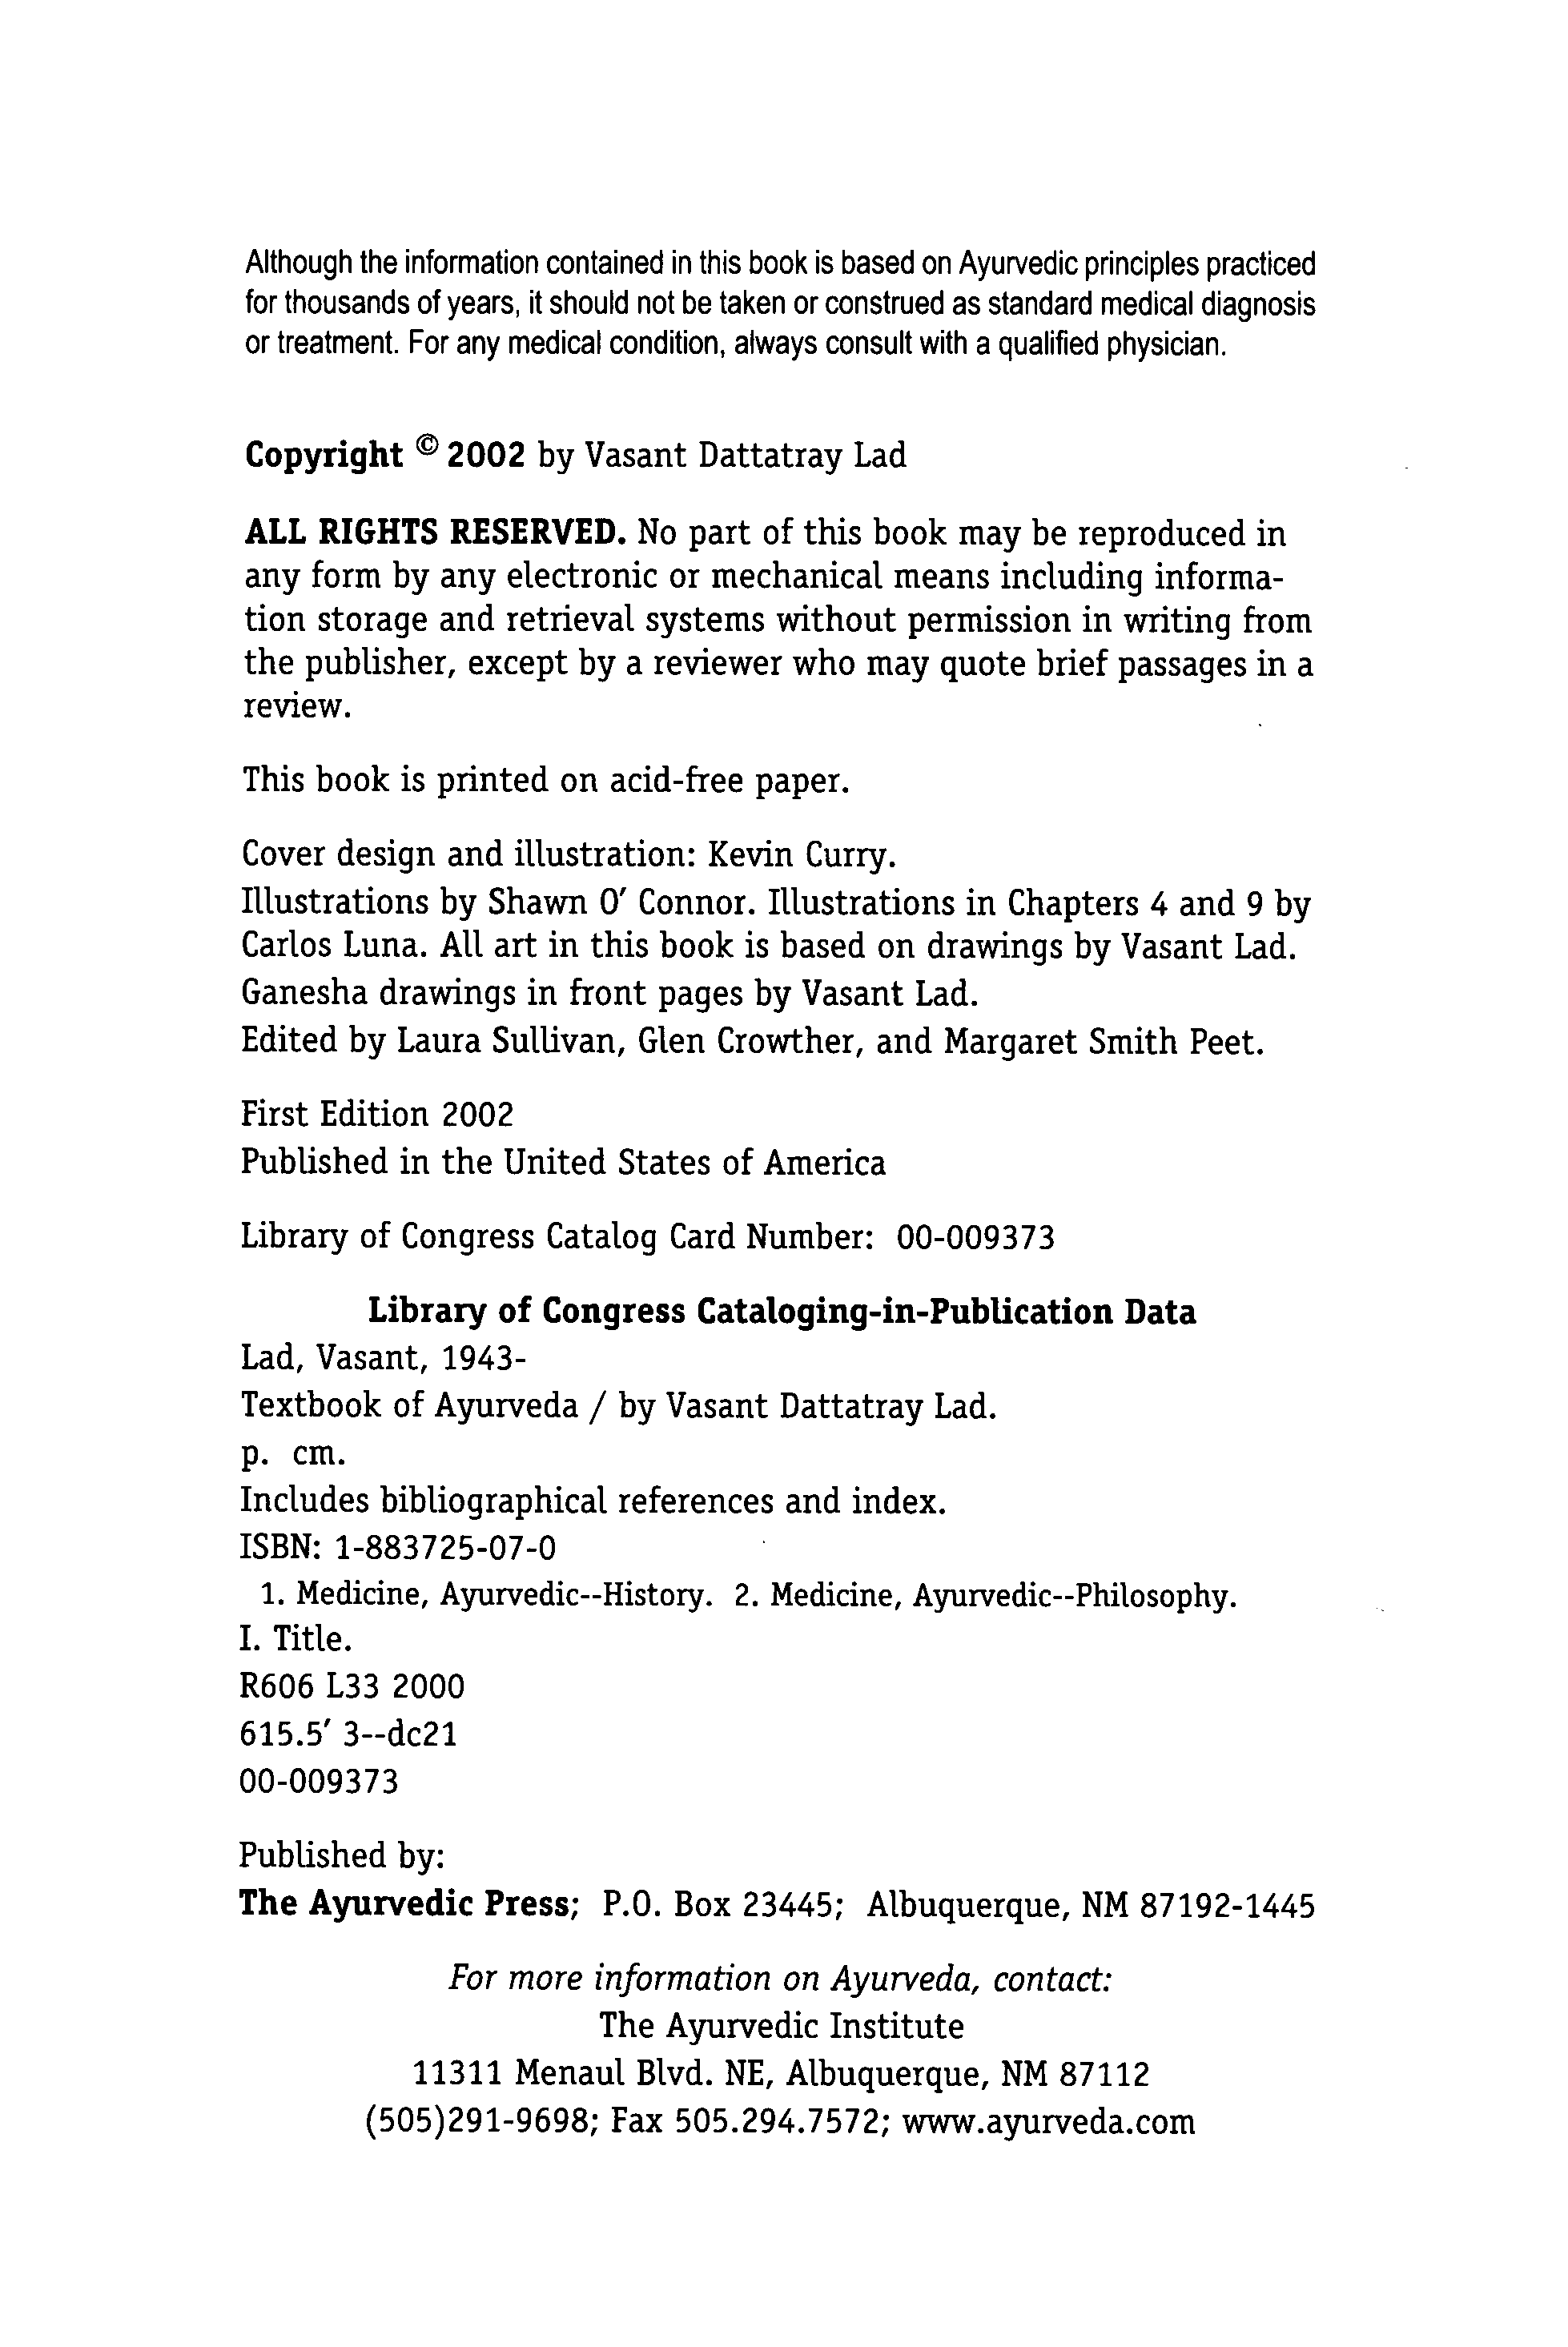 Although the information contained in this book is based on Ayurvedic principles practiced
for thousands of years, it should not be taken or construed as standard medical diagnosis
or treatment. For any medical condition, always consult with a qualified physician.
Copyright © 2002 by Vasant Dattatray Lad
ALL RIGHTS RESERVED. No part of this book may be reproduced in
any form by any electronic or mechanical means including informa-
tion storage and retrieval systems without permission in writing from
the publisher, except by a reviewer who may quote brief passages in a
review.
This book is printed on acid-free paper.
Cover design and illustration: Kevin Curry.
Illustrations by Shawn O' Connor. Illustrations in Chapters 4 and 9 by
Carlos Luna. All art in this book is based on drawings by Vasant Lad.
Ganesha drawings in front pages by Vasant Lad.
Edited by Laura Sullivan, Glen Crowther, and Margaret Smith Peet.
First Edition 2002
Published in the United States of America
Library of Congress Catalog Card Number: 00-009373
Library of Congress Cataloging-in-Publication Data
Lad, Vasant, 1943-
Textbook of Ayurveda / by Vasant Dattatray Lad.
p. cm.
Includes bibliographical references and index.
ISBN: 1-883725-07-0
1. Medicine, Ayurvedic--History. 2. Medicine, Ayurvedic--Philosophy.
I. Title.
R606 L33 2000
615.5' 3--dc21
00-009373
Published by:
The Ayurvedic Press; P.O. Box 23445; Albuquerque, NM 87192-1445
For more information on Ayurveda, contact:
The Ayurvedic Institute
11311 Menaul Blvd. NE, Albuquerque, NM 87112
(505)291-9698; Fax 505.294.7572; www.ayurveda.com